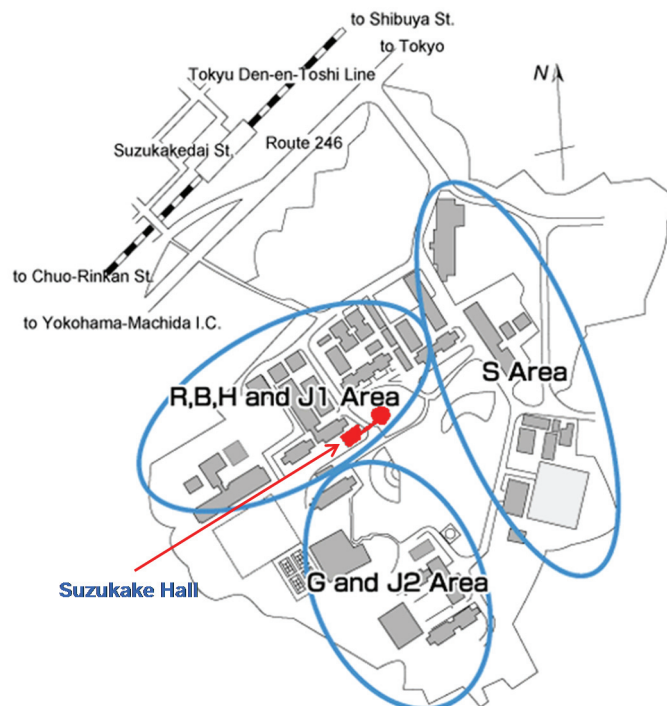 to Shibuya St.
to Tokyo
Tokyu Den-en-Toshi Line
N
Route 246
Suzukakedai St,
to Chuo-Rinkan St.
to Yokohama-Machida I.C.
S Area
R,B,H and J1 Area
G and J2 Area
Suzukake Hall